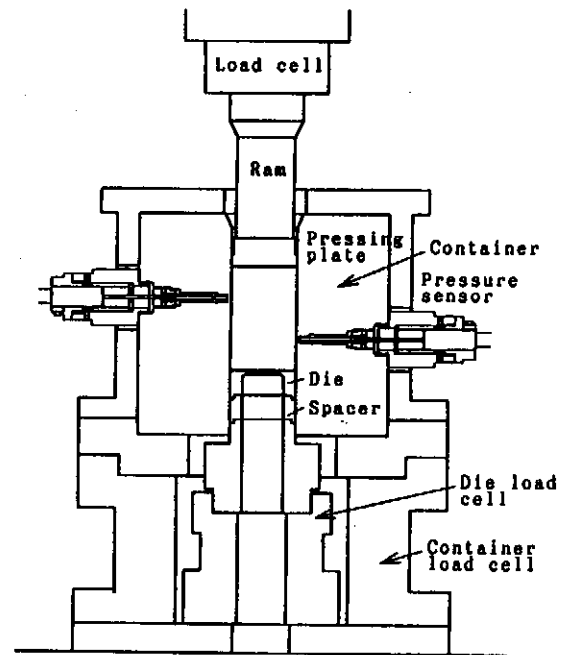 Load cell
Ram
Pressing
plate
Container
Pressure
sensor
Die
Spacer
Die load
cell
Container
load cell